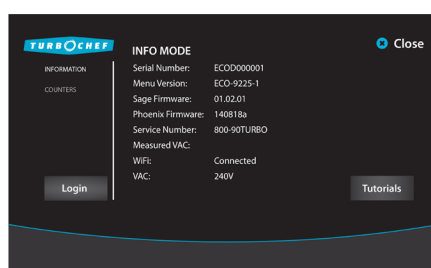 TURBOCHEF
INFO MODE
Close
INFORMATION
COUNTERS
Serial Number: ECOD000001
Menu Version: ECO-9225-1
Sage Firmware: 01.02.01
Phoenix Firmware: 140818a
Service Number: 800-90TURBO
Measured VAC:
WiFi: Connected
VAC: 240V
Login
Tutorials